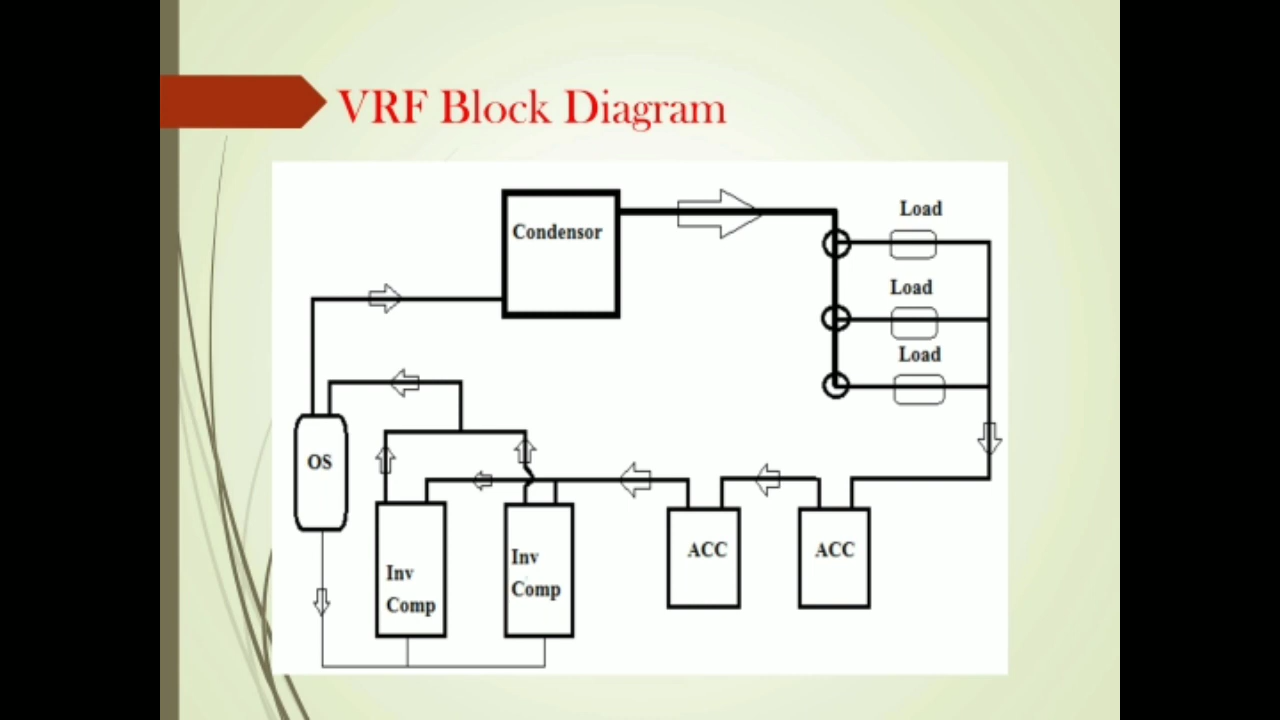 VRF Block Diagram
Condensor
Load
Load
Load
OS
Inv
Comp
Inv
Comp
ACC
ACC